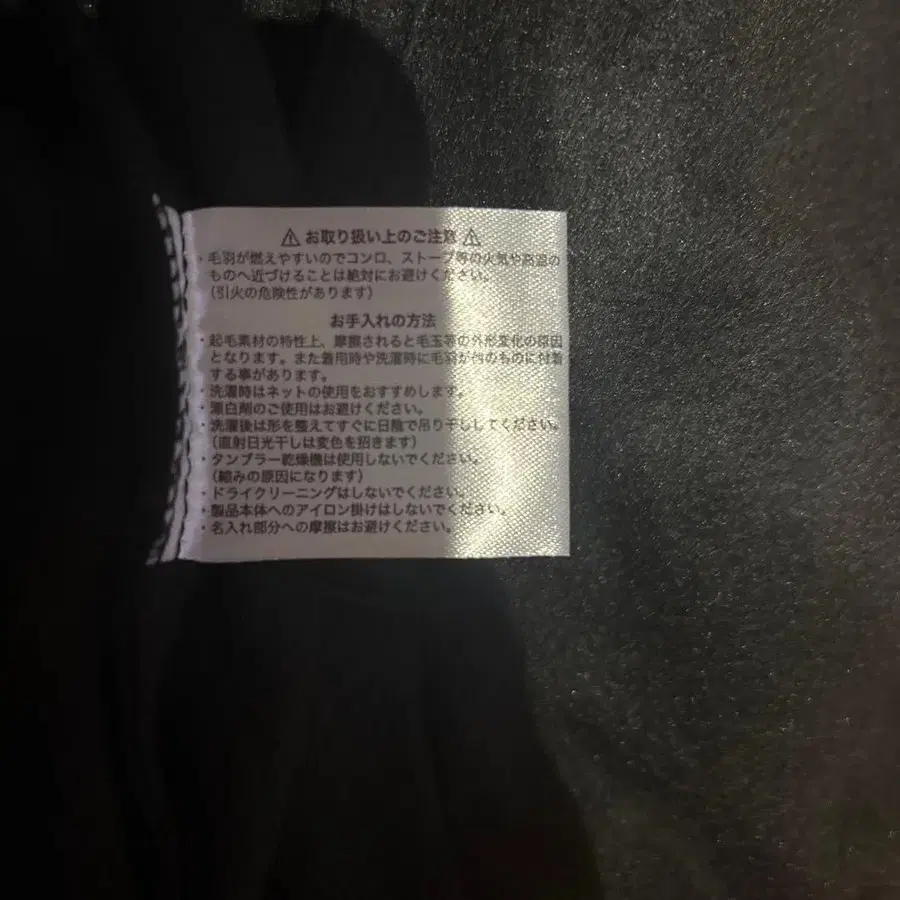 ⚠ お取り扱い上のご注意 ⚠
・毛羽が燃えやすいのでコンロ、ストーブ等の火気や高温の
ものへ近づけることは絶対にお避けください。
(引火の危険性があります)
お手入れの方法
・起毛素材の特性上、摩擦されると毛玉等の外形変化の原因
となります。また着用時や洗濯時に毛羽が他のものに付着
する事があります。
・洗濯時はネットの使用をおすすめします。
・漂白剤のご使用はお避けください。
・洗濯後は形を整えてすぐに日陰で吊り干ししてください。
(直射日光干しは変色を招きます)
・タンブラー乾燥機は使用しないでください。
(縮みの原因になります)
・ドライクリーニングはしないでください。
・製品本体へのアイロン掛けはしないでください。
・名入れ部分への摩擦はお避けください。